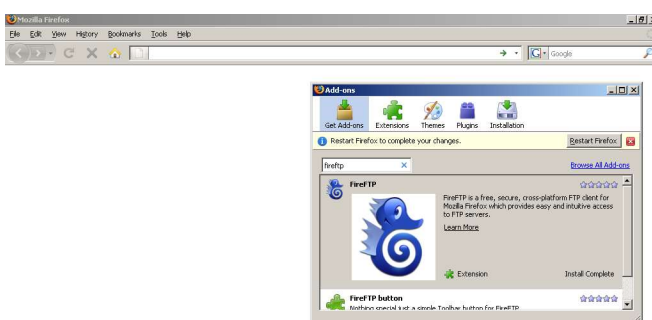 Mozilla Firefox
File Edit View History Bookmarks Tools Help
Google
Add-ons
Get Add-ons Extensions Themes Plugins Installation
Restart Firefox to complete your changes. Restart Firefox
fireftp Browse All Add-ons
FireFTP
FireFTP is a free, secure, cross-platform FTP client for
Mozilla Firefox which provides easy and intuitive access
to FTP servers.
Learn More
Extension Install Complete
FireFTP button
Nothing special just a simple Toolbar button for FireFTP